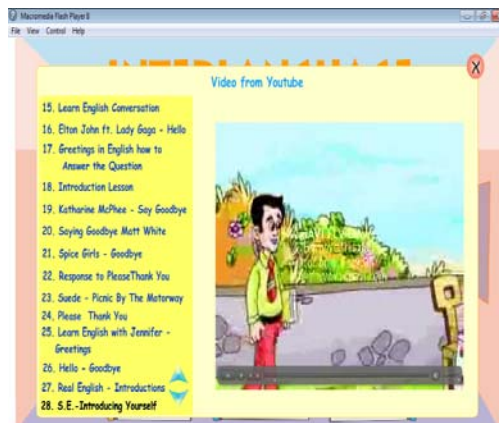 Macromedia Flash Player 8
File View Control Help
Video from Youtube
X
15. Learn English Conversation
16. Elton John ft. Lady Gaga - Hello
17. Greetings in English how to
Answer the Question
18. Introduction Lesson
19. Katharine McPhee - Say Goodbye
20. Saying Goodbye Matt White
21. Spice Girls - Goodbye
22. Response to PleaseThank You
23. Suede - Picnic By The Motorway
24. Please Thank You
25. Learn English with Jennifer -
Greetings
26. Hello - Goodbye
27. Real English - Introductions
28. S.E.-Introducing Yourself